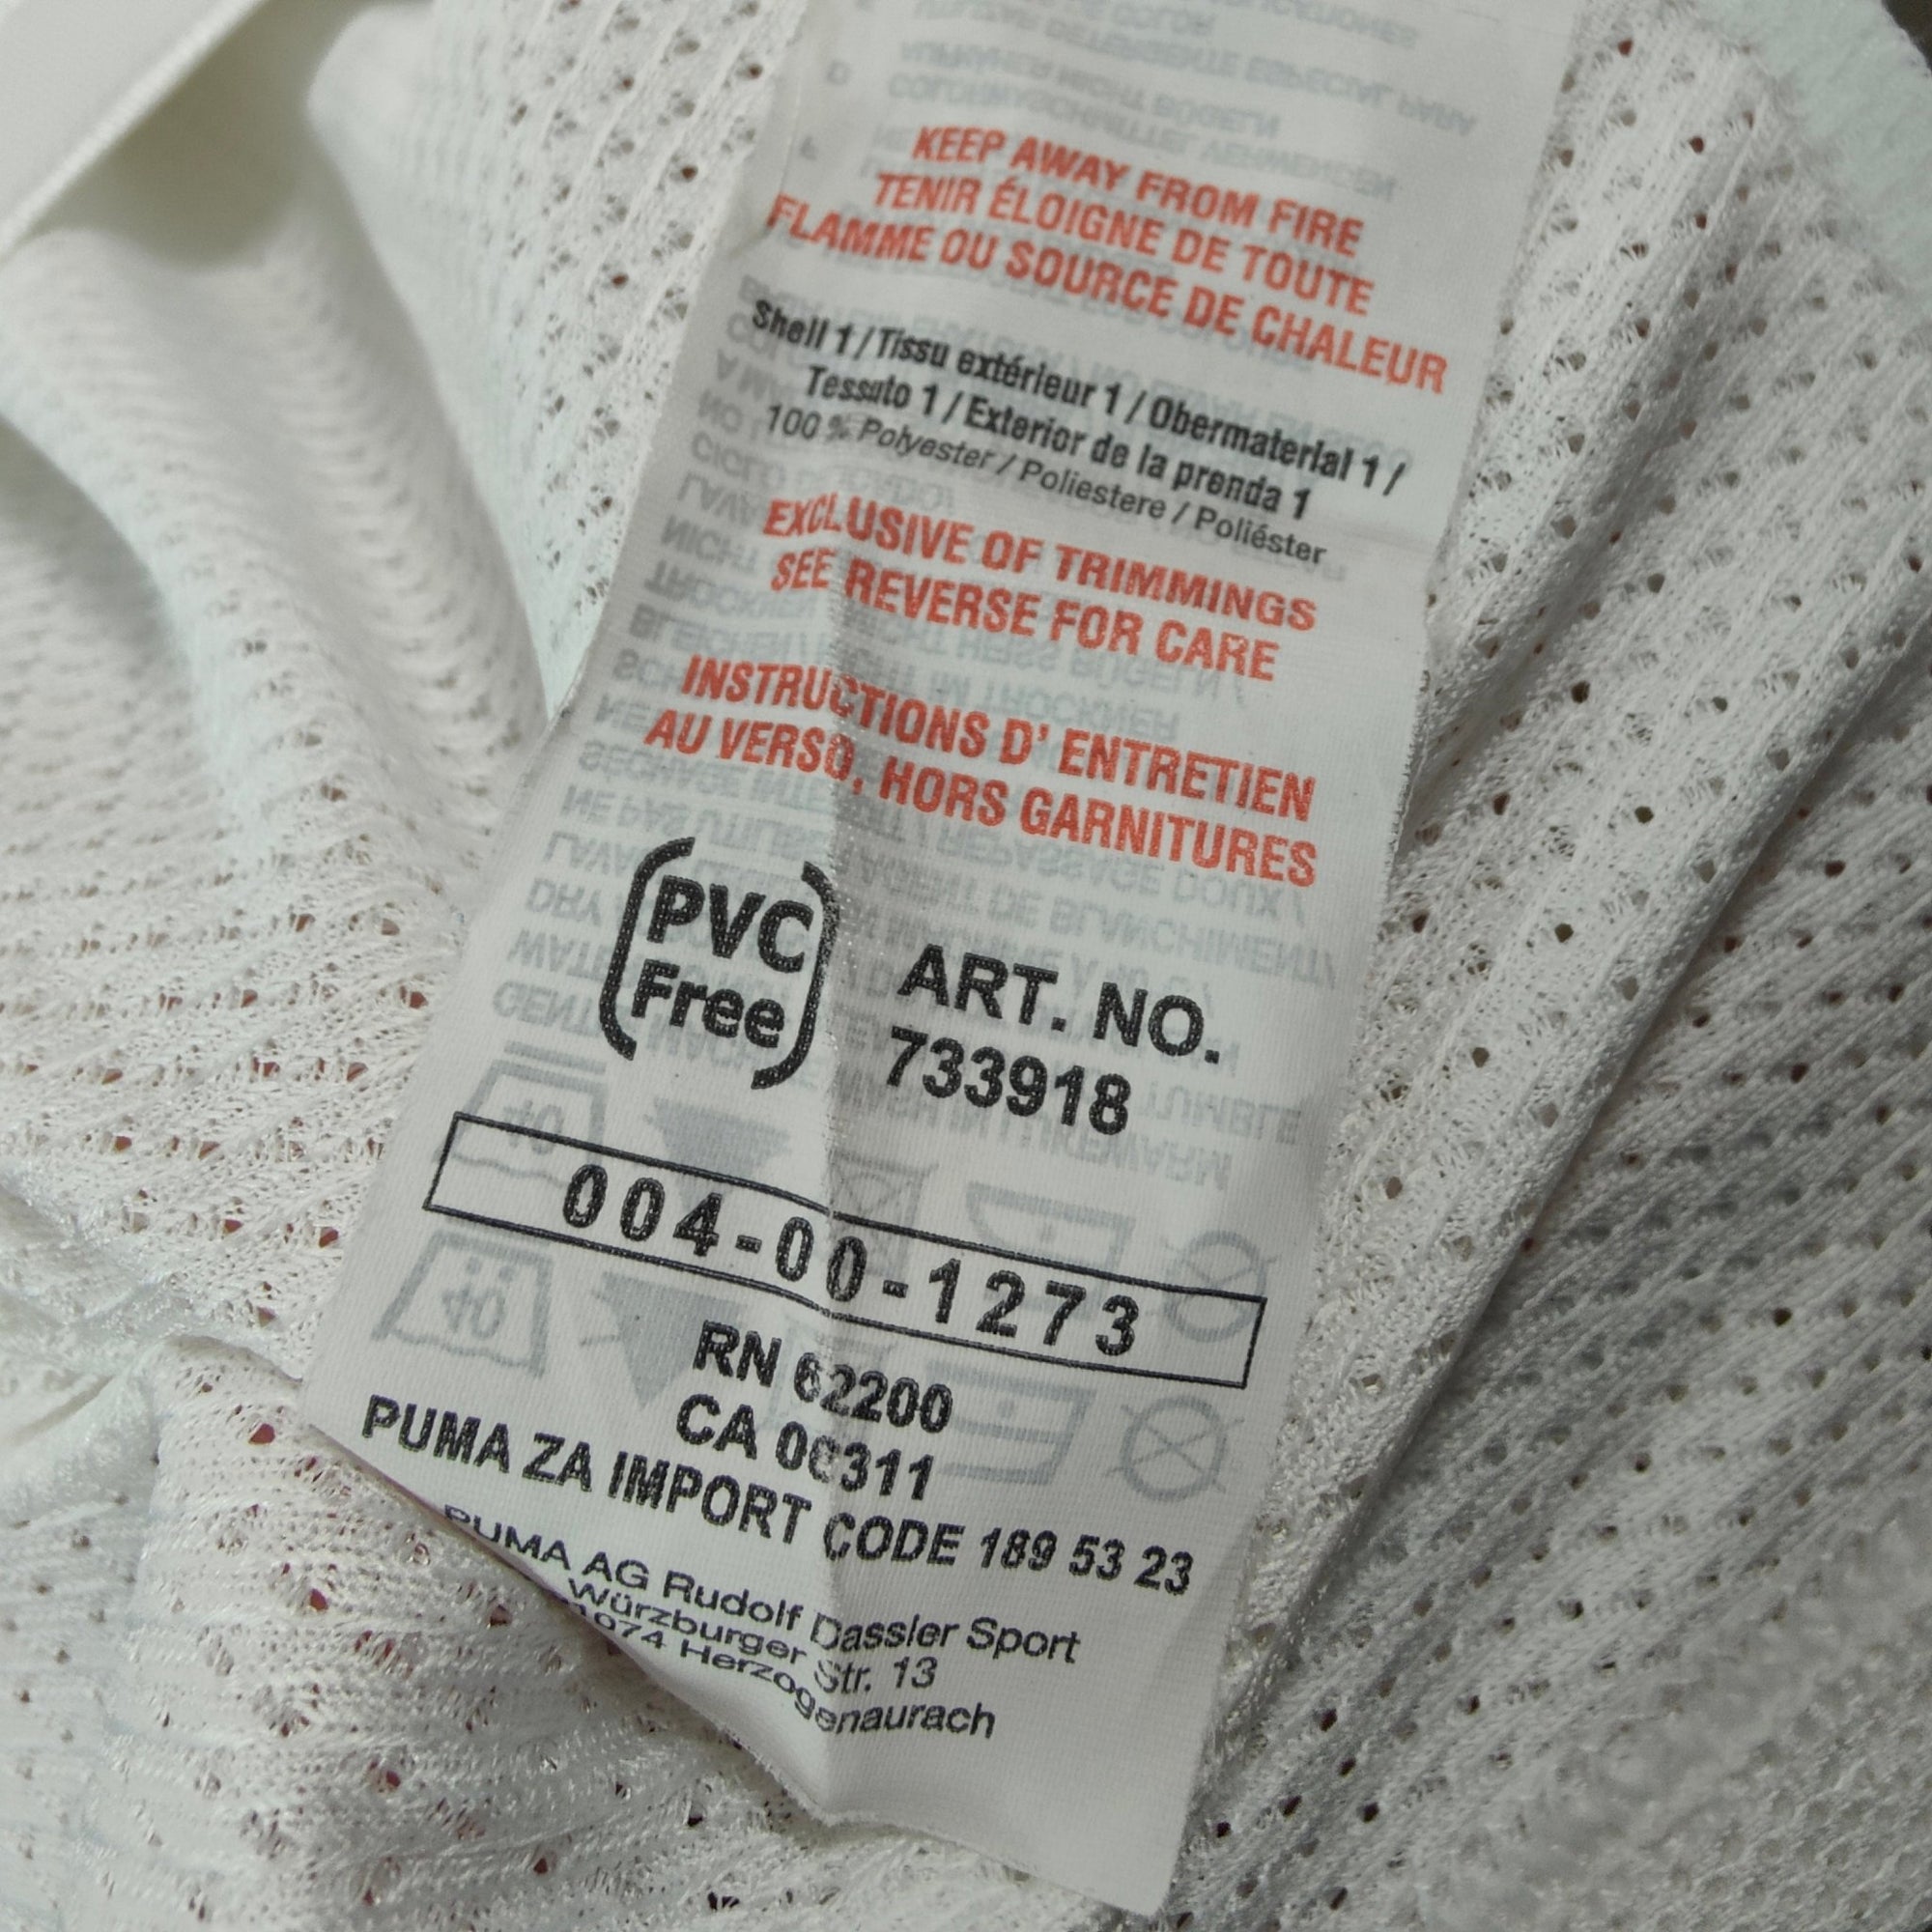 KEEP AWAY FROM FIRE
TENIR ÉLOIGNE DE TOUTE
FLAMME OU SOURCE DE CHALEUR
Shell 1 / Tissu extérieur 1 / Obermaterial 1 /
Tessuto 1 / Exterior de la prenda 1
100 % Polyester / Poliestere / Poliéster
EXCLUSIVE OF TRIMMINGS
SEE REVERSE FOR CARE
INSTRUCTIONS D' ENTRETIEN
AU VERSO, HORS GARNITURES
PVC
Free
ART. NO.
733918
004-00-1273
RN 62200
CA 00311
PUMA ZA IMPORT CODE 189 53 23
PUMA AG Rudolf Dassler Sport
Würzburger Str. 13
91074 Herzogenaurach